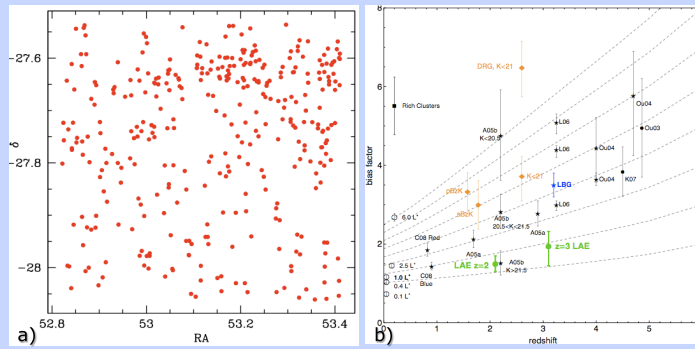 −27.6
−27.8
−28
δ
52.8
53
53.2
53.4
RA
a)
8
6
4
2
0
bias factor
0
1
2
3
4
5
redshift
b)
DRG, K<21
Rich Clusters
A05b
K<20.5
L06
L06
Ou04
Ou04
Ou03
pBzK
K<21
LBG
K07
sBzK
L06
6.0 L*
A05b
20.5<K<21.5
A05a
C08 Red
A05a
z=3 LAE
LAE z=2
A05b
K>21.5
2.5 L*
C08
Blue
1.0 L*
0.4 L*
0.1 L*